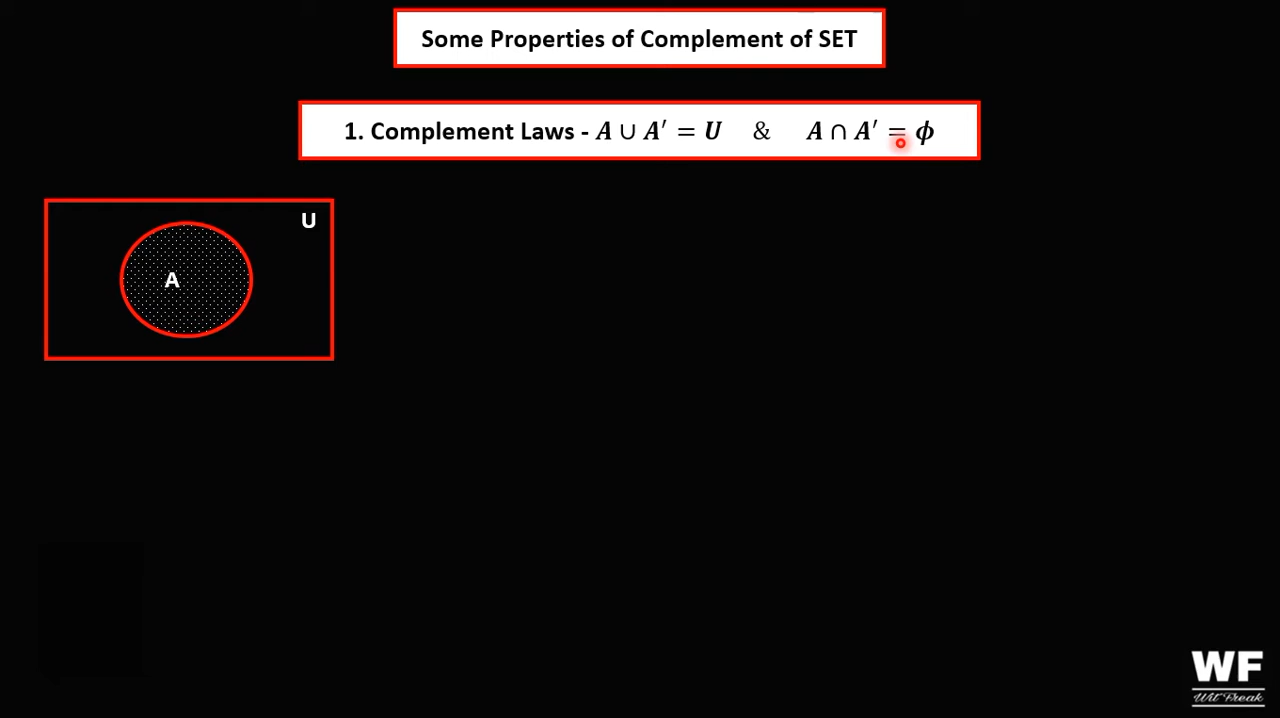 Some Properties of Complement of SET
1. Complement Laws - A ∪ A′ = U & A ∩ A′ = ϕ
U
A
WF
Wit Freak